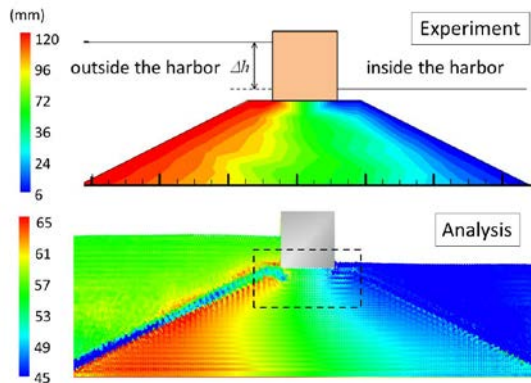 (mm)
120
96
72
52
24
6
Experiment
outside the harbor
Δh
inside the harbor
65
61
57
53
49
45
Analysis